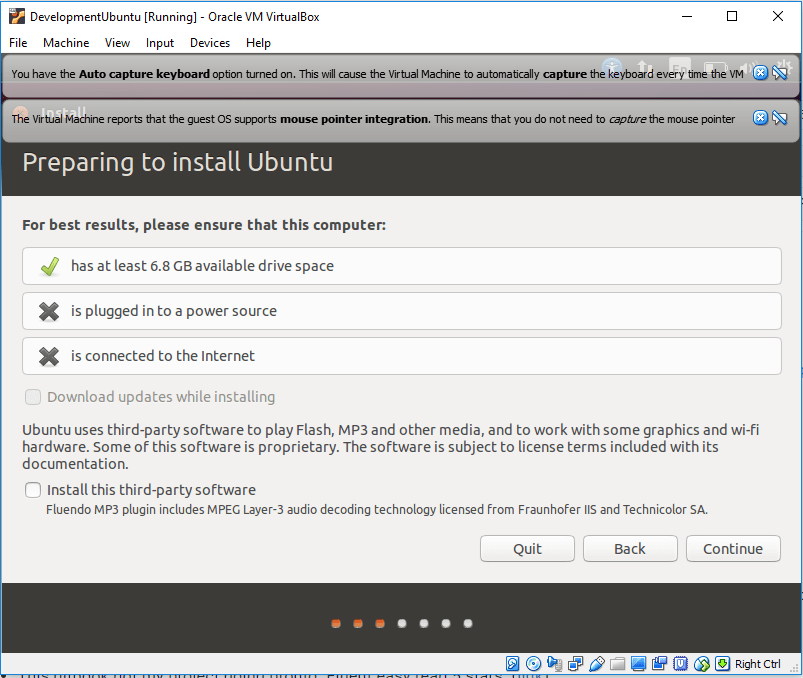 DevelopmentUbuntu [Running] - Oracle VM VirtualBox
File Machine View Input Devices Help
You have the Auto capture keyboard option turned on. This will cause the Virtual Machine to automatically capture the keyboard every time the VM
Install
The Virtual Machine reports that the guest OS supports mouse pointer integration. This means that you do not need to capture the mouse pointer
Preparing to install Ubuntu
For best results, please ensure that this computer:
has at least 6.8 GB available drive space
is plugged in to a power source
is connected to the Internet
Download updates while installing
Ubuntu uses third-party software to play Flash, MP3 and other media, and to work with some graphics and wi-fi
hardware. Some of this software is proprietary. The software is subject to license terms included with its
documentation.
Install this third-party software
Fluendo MP3 plugin includes MPEG Layer-3 audio decoding technology licensed from Fraunhofer IIS and Technicolor SA.
Quit Back Continue
Right Ctrl